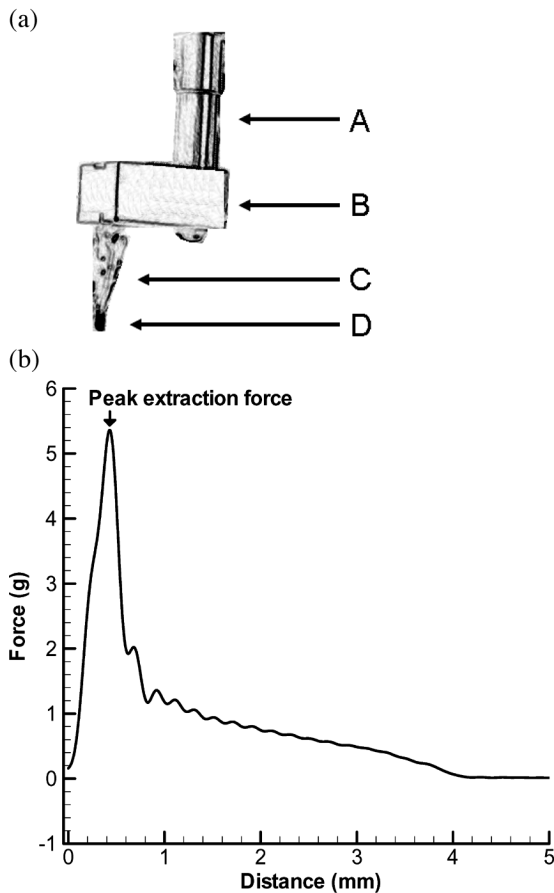 (a)
A
B
C
D
(b)
Peak extraction force
6
5
4
3
2
1
0
-1
Force (g)
0 1 2 3 4 5
Distance (mm)